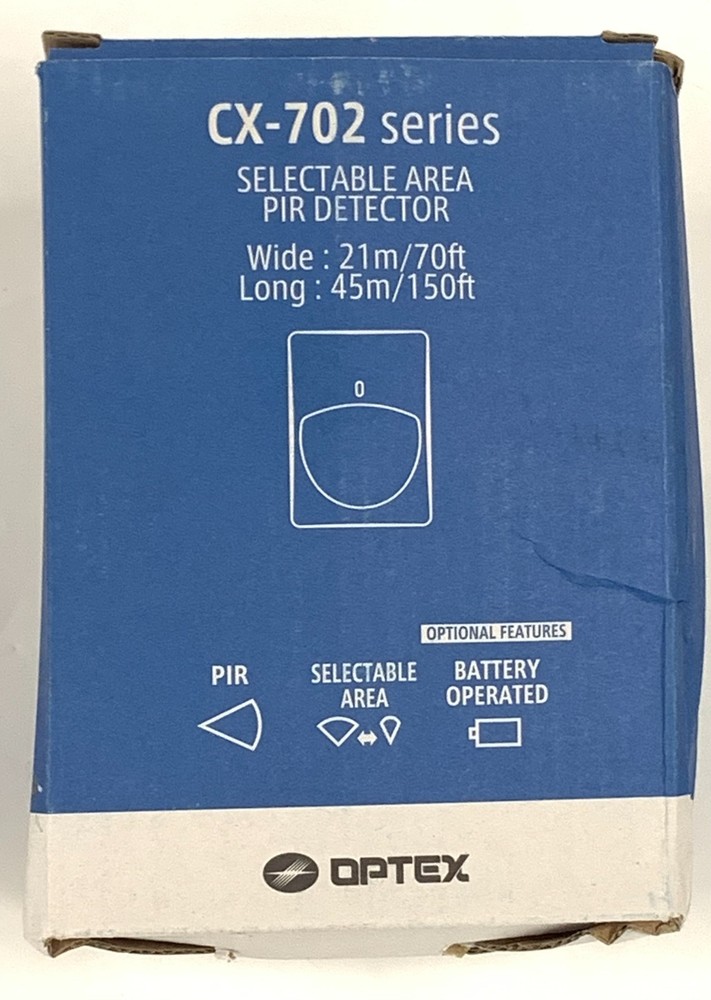 CX-702 series
SELECTABLE AREA
PIR DETECTOR
Wide : 21m/70ft
Long : 45m/150ft
OPTIONAL FEATURES
PIR
SELECTABLE
AREA
BATTERY
OPERATED
OPTEX